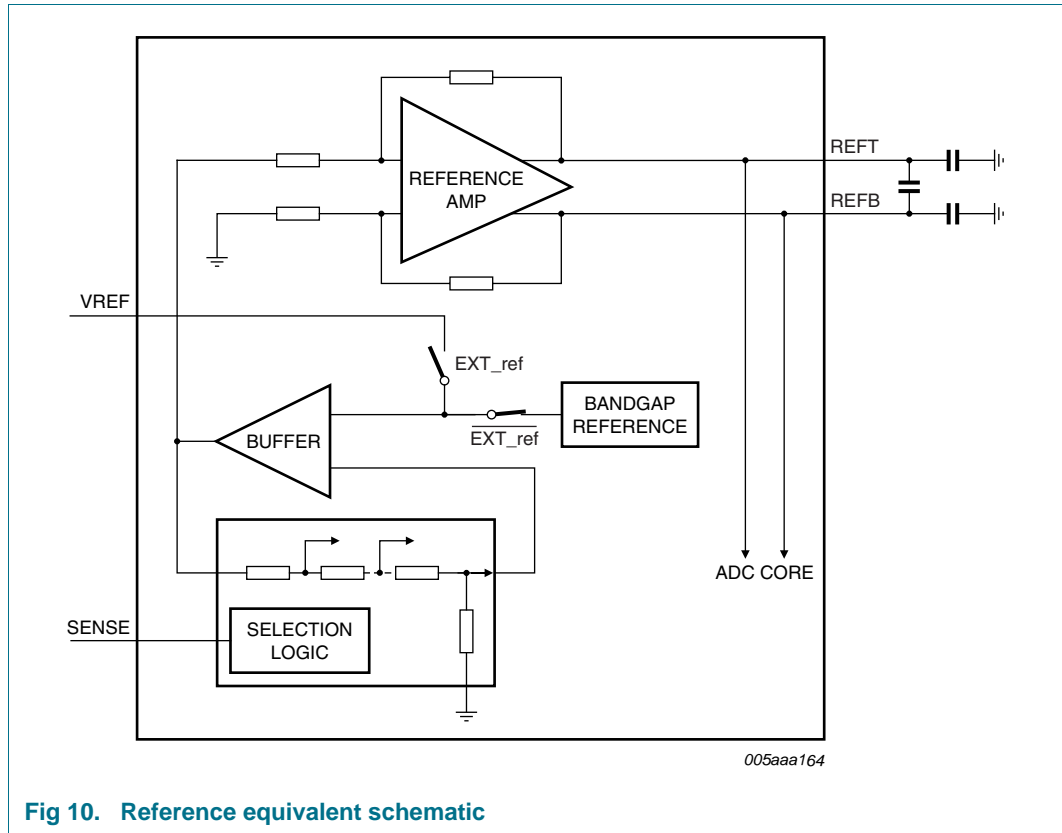 REFERENCE
AMP
REFT
REFB
VREF
EXT_ref
BANDGAP
REFERENCE
EXT_ref
BUFFER
ADC CORE
SENSE
SELECTION
LOGIC
005aaa164
Fig 10. Reference equivalent schematic